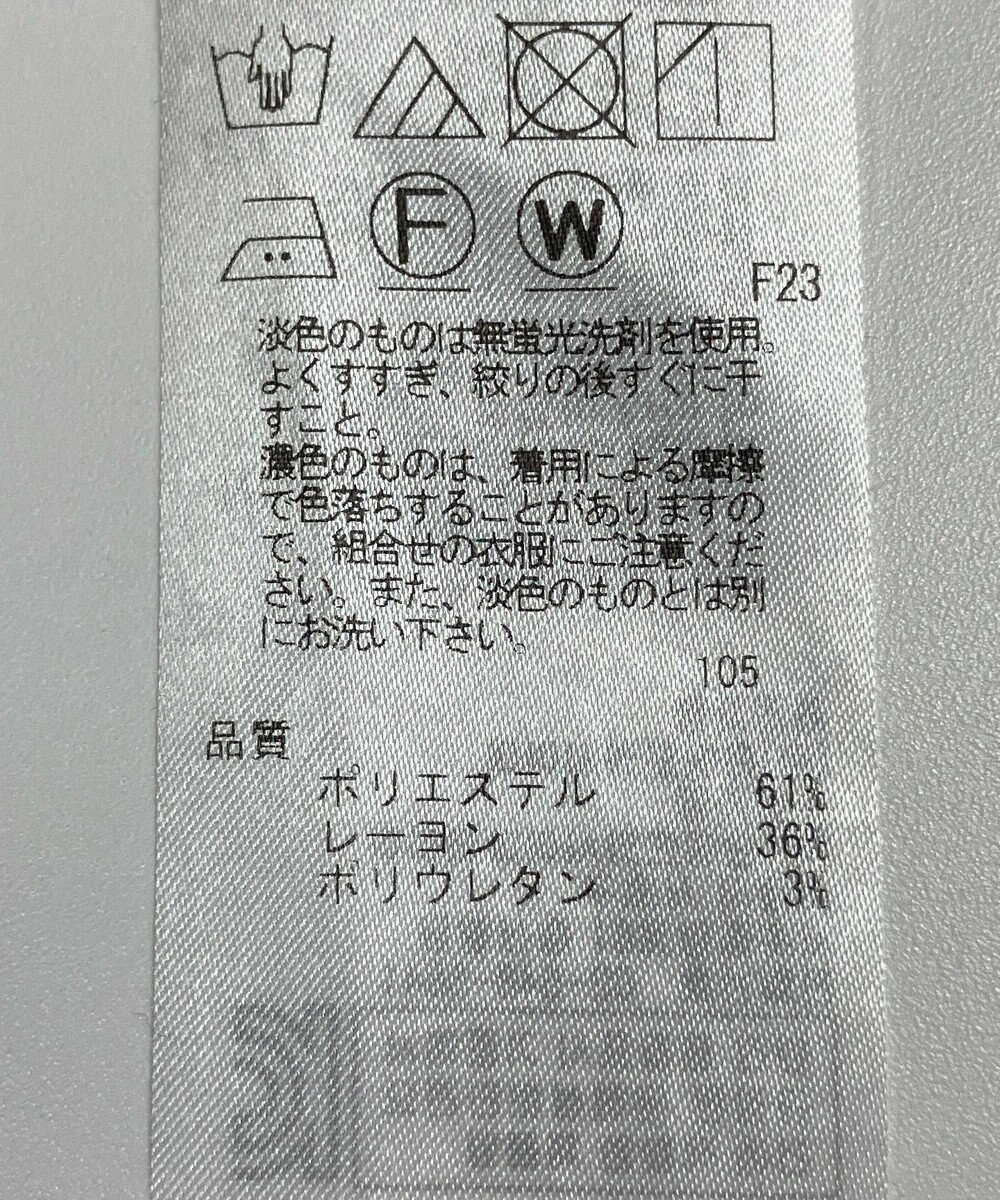 F W
F23
淡色のものは無蛍光洗剤を使用。
よくすすぎ、絞りの後すぐに干
すこと。
濃色のものは、着用による摩擦
で色落ちすることがありますの
で、組合せの衣服にご注意くだ
さい。また、淡色のものとは別
にお洗い下さい。
105
品質
ポリエステル 61%
レーヨン 36%
ポリウレタン 3%